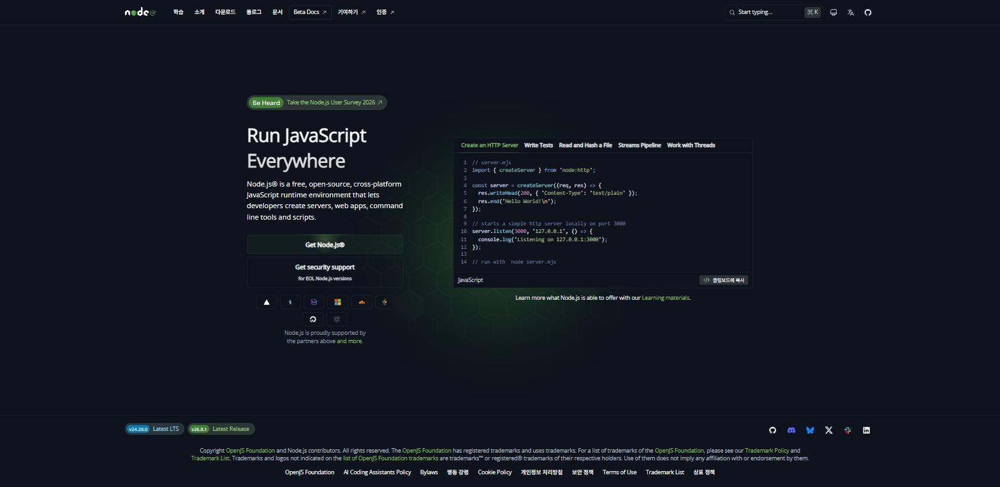 node
학습 소개 다운로드 블로그 문서 Beta Docs 기여하기 인증
Start typing... ⌘ K
Be Heard Take the Node.js User Survey 2026
Run JavaScript
Everywhere
Node.js® is a free, open-source, cross-platform
JavaScript runtime environment that lets
developers create servers, web apps, command
line tools and scripts.
Get Node.js®
Get security support
for EOL Node.js versions
Node.js is proudly supported by
the partners above and more.
Create an HTTP Server Write Tests Read and Hash a File Streams Pipeline Work with Threads
1 // server.mjs
2 import { createServer } from 'node:http';
3
4 const server = createServer((req, res) => {
5 res.writeHead(200, { 'Content-Type': 'text/plain' });
6 res.end('Hello World!\n');
7 });
8
9 // starts a simple http server locally on port 3000
10 server.listen(3000, '127.0.0.1', () => {
11 console.log('Listening on 127.0.0.1:3000');
12 });
13
14 // run with `node server.mjs`
JavaScript </> 클립보드에 복사
Learn more what Node.js is able to offer with our Learning materials.
v24.20.0 Latest LTS v26.8.1 Latest Release
Copyright OpenJS Foundation and Node.js contributors. All rights reserved. The OpenJS Foundation has registered trademarks and uses trademarks. For a list of trademarks of the OpenJS Foundation, please see our Trademark Policy and
Trademark List. Trademarks and logos not indicated on the list of OpenJS Foundation trademarks are trademarks™ or registered® trademarks of their respective holders. Use of them does not imply any affiliation with or endorsement by them.
OpenJS Foundation AI Coding Assistants Policy Bylaws 행동 강령 Cookie Policy 개인정보 처리방침 보안 정책 Terms of Use Trademark List 상표 정책